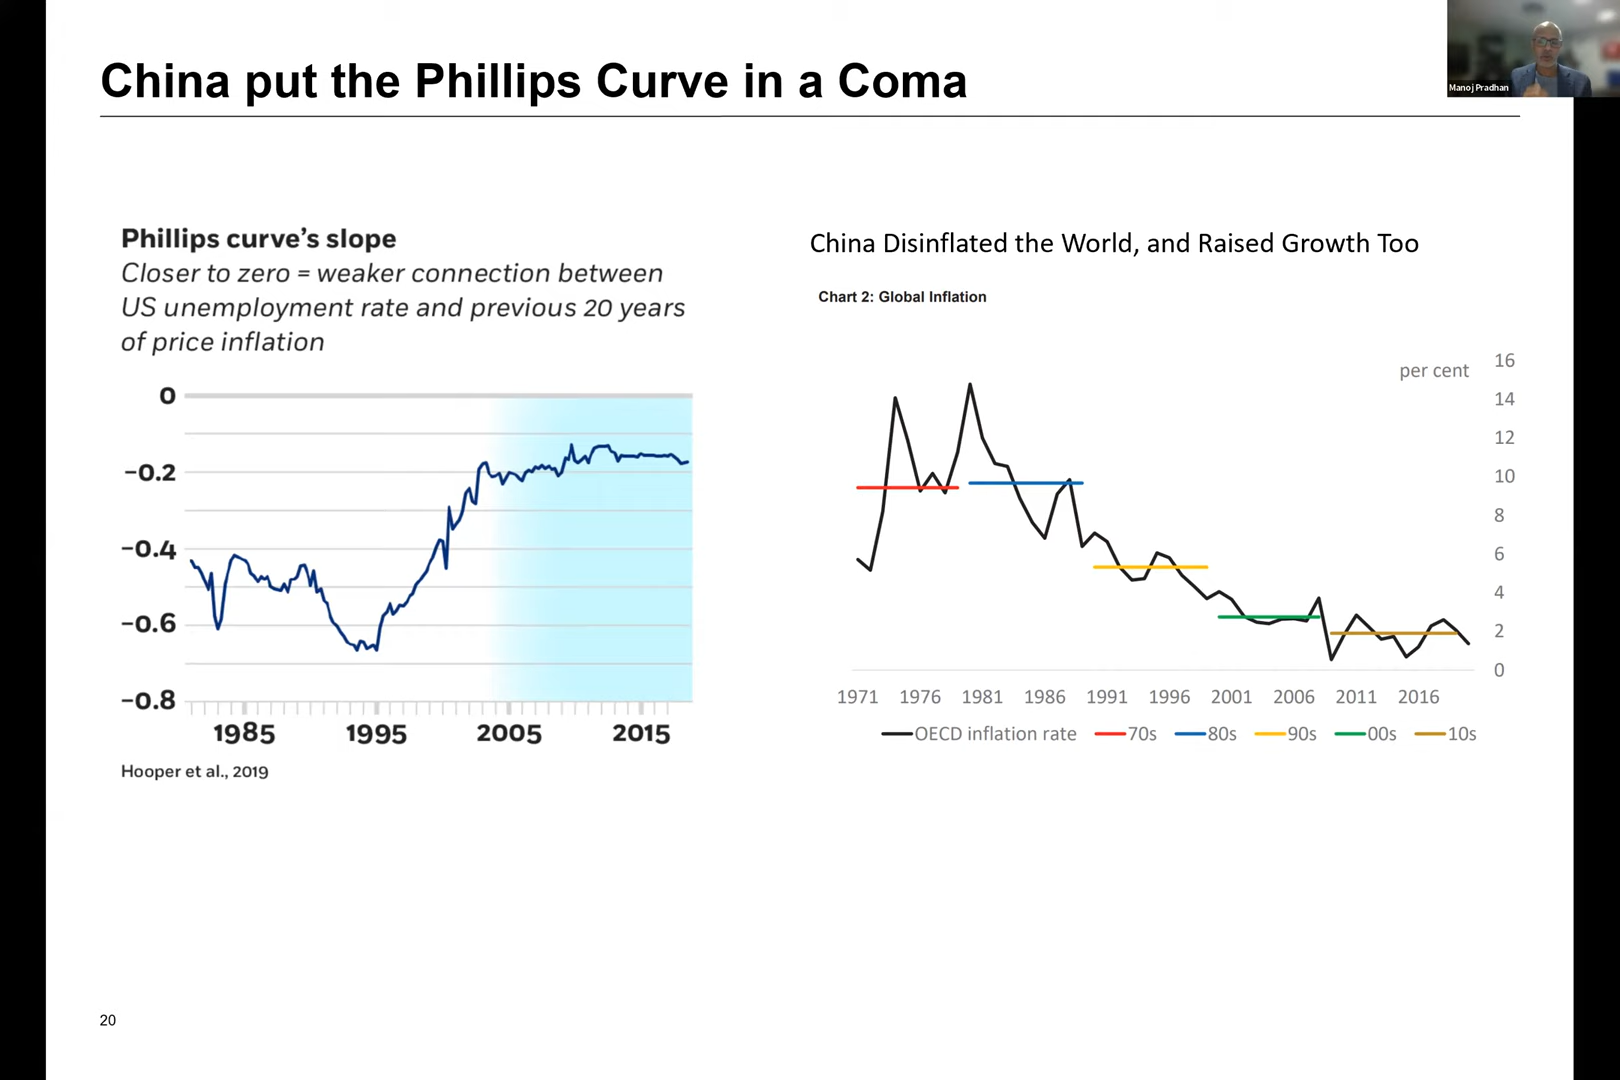 China put the Phillips Curve in a Coma
Manoj Pradhan
Phillips curve's slope
Closer to zero = weaker connection between
US unemployment rate and previous 20 years
of price inflation
0
−0.2
−0.4
−0.6
−0.8
1985 1995 2005 2015
Hooper et al., 2019
China Disinflated the World, and Raised Growth Too
Chart 2: Global Inflation
per cent
16
14
12
10
8
6
4
2
0
1971 1976 1981 1986 1991 1996 2001 2006 2011 2016
OECD inflation rate 70s 80s 90s 00s 10s
20